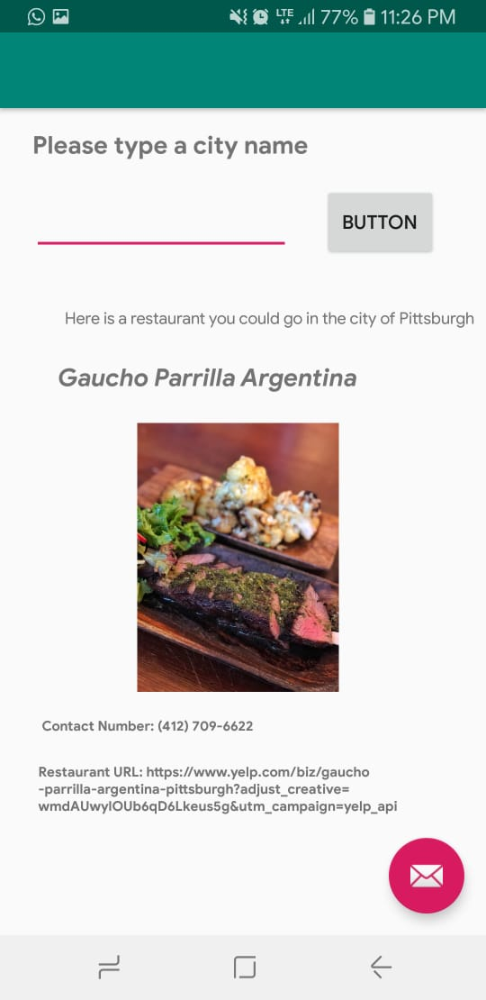 LTE 77% 11:26 PM
Please type a city name
BUTTON
Here is a restaurant you could go in the city of Pittsburgh
Gaucho Parrilla Argentina
Contact Number: (412) 709-6622
Restaurant URL: https://www.yelp.com/biz/gaucho
-parrilla-argentina-pittsburgh?adjust_creative=
wmdAUwylOUb6qD6Lkeus5g&utm_campaign=yelp_api